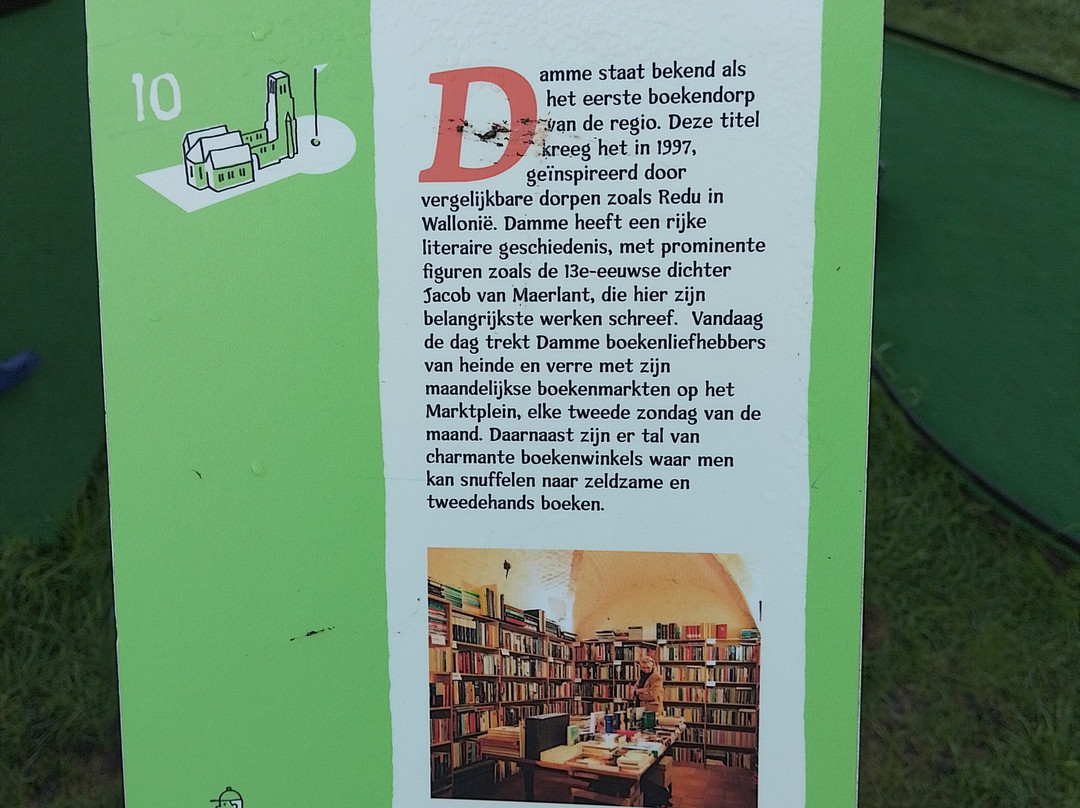 10
Damme staat bekend als
het eerste boekendorp
van de regio. Deze titel
kreeg het in 1997,
geïnspireerd door
vergelijkbare dorpen zoals Redu in
Wallonië. Damme heeft een rijke
literaire geschiedenis, met prominente
figuren zoals de 13e-eeuwse dichter
Jacob van Maerlant, die hier zijn
belangrijkste werken schreef. Vandaag
de dag trekt Damme boekenliefhebbers
van heinde en verre met zijn
maandelijkse boekenmarkten op het
Marktplein, elke tweede zondag van de
maand. Daarnaast zijn er tal van
charmante boekenwinkels waar men
kan snuffelen naar zeldzame en
tweedehands boeken.